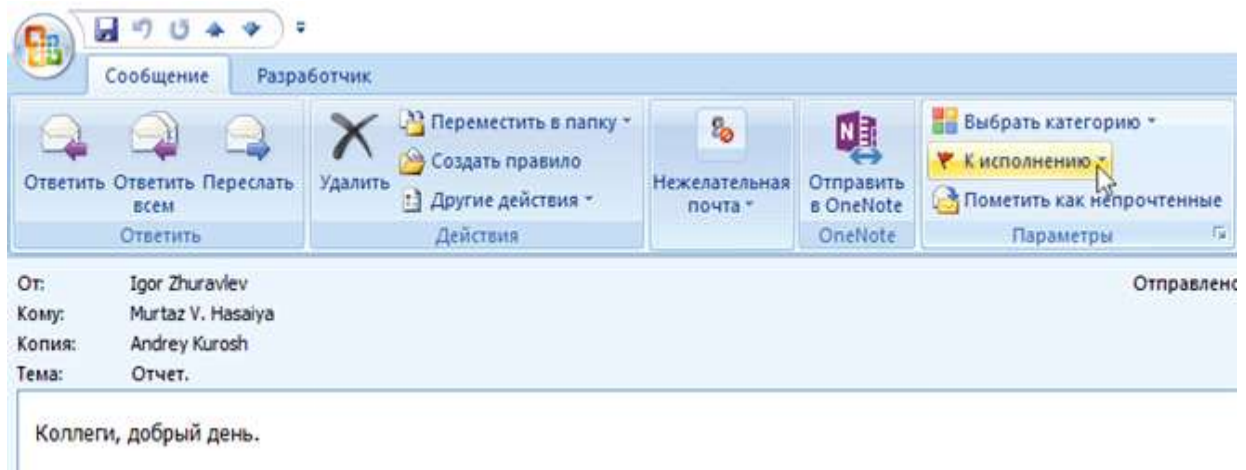 Сообщение Разработчик
Переместить в папку
Выбрать категорию
Создать правило
К исполнению
Ответить Ответить всем Переслать Удалить
Другие действия
Нежелательная почта
Отправить в OneNote
Пометить как непрочтенные
Ответить Действия OneNote Параметры
От: Igor Zhuravlev Отправлено
Кому: Murtaz V. Hasaiya
Копия: Andrey Kurosh
Тема: Отчет.
Коллеги, добрый день.